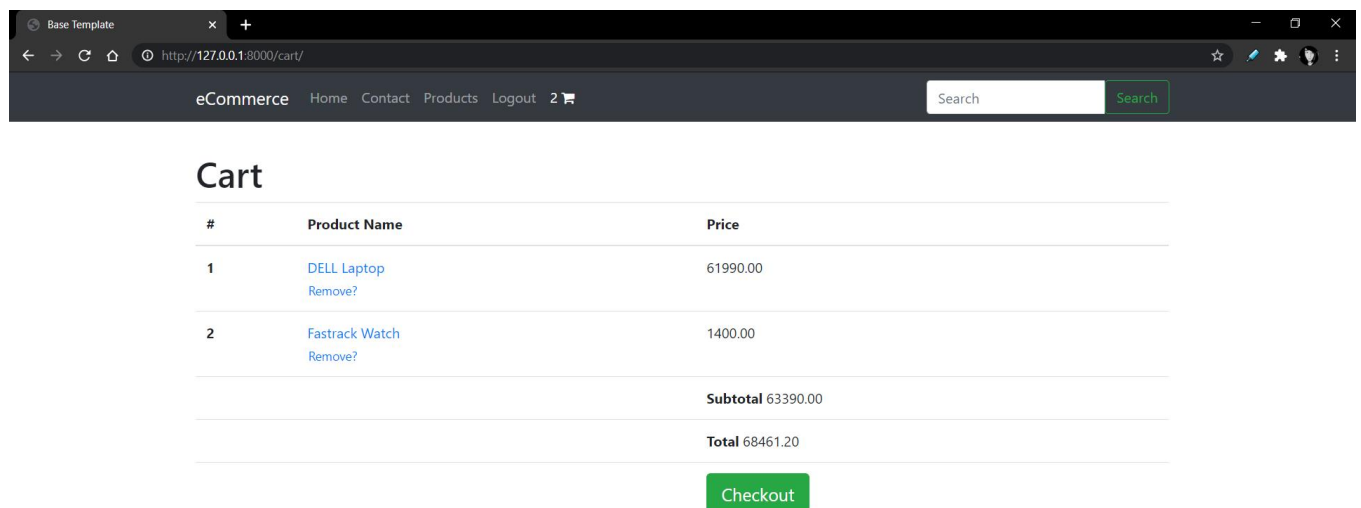 Base Template
http://127.0.0.1:8000/cart/
eCommerce Home Contact Products Logout 2 Search Search
Cart
# Product Name Price
1 DELL Laptop 61990.00
Remove?
2 Fastrack Watch 1400.00
Remove?
Subtotal 63390.00
Total 68461.20
Checkout